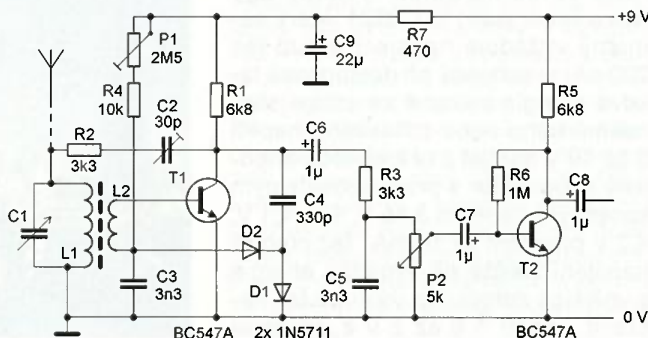 +9 V
P1
2M5
R4
10k
C2
30p
R1
6k8
C9
22µ
R7
470
R5
6k8
R2
3k3
T1
C6
1µ
R3
3k3
R6
1M
C8
1µ
C1
L1
L2
C4
330p
C7
1µ
D2
D1
C3
3n3
C5
3n3
P2
5k
T2
BC547A
2x 1N5711
BC547A
0 V